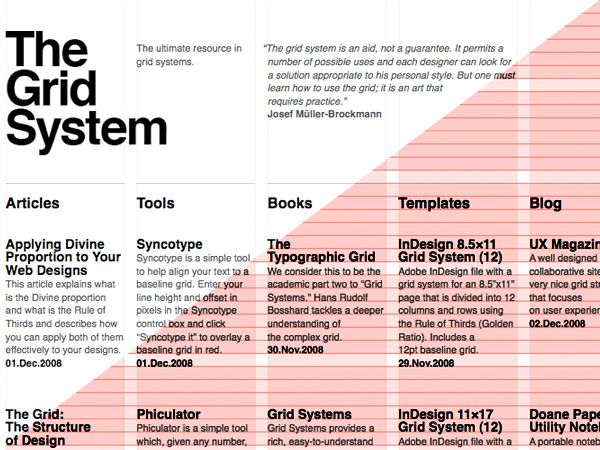 The
Grid
System
The ultimate resource in
grid systems.
“The grid system is an aid, not a guarantee. It permits a
number of possible uses and each designer can look for
a solution appropriate to his personal style. But one must
learn how to use the grid; it is an art that
requires practice.”
Josef Müller-Brockmann
Articles
Applying Divine
Proportion to Your
Web Designs
This article explains what
is the Divine proportion
and what is the Rule of
Thirds and describes how
you can apply both of them
effectively to your designs.
01.Dec.2008
The Grid:
The Structure
of Design
Tools
Syncotype
Syncotype is a simple tool
to help align your text to a
baseline grid. Enter your
line height and offset in
pixels in the Syncotype
control box and click
“Syncotype it” to overlay a
baseline grid in red.
01.Dec.2008
Phiculator
Phiculator is a simple tool
which, given any number,
Books
The
Typographic Grid
We consider this to be the
academic part two to “Grid
Systems.” Hans Rudolf
Bosshard tackles a deeper
understanding of
the complex grid.
30.Nov.2008
Grid Systems
Grid Systems provides a
rich, easy-to-understand
Templates
InDesign 8.5×11
Grid System (12)
Adobe InDesign file with a
grid system for an 8.5"x11"
page that is divided into 12
columns and rows using
the Rule of Thirds (Golden
Ratio). Includes a
12pt baseline grid.
29.Nov.2008
InDesign 11×17
Grid System (12)
Adobe InDesign file with a
Blog
UX Magazin
A well designed
collaborative site
very nice grid str
that focuses
on user experien
02.Dec.2008
Doane Pape
Utility Noteb
A portable noteb